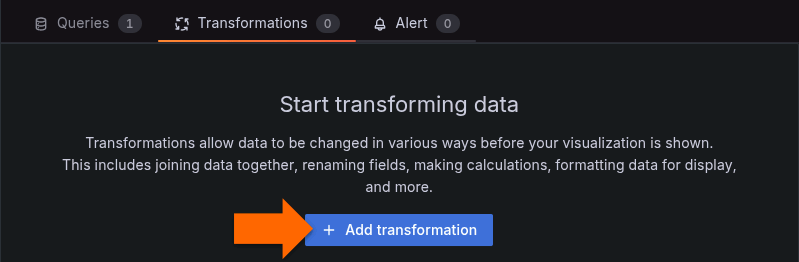 Queries 1 Transformations 0 Alert 0
Start transforming data
Transformations allow data to be changed in various ways before your visualization is shown.
This includes joining data together, renaming fields, making calculations, formatting data for display,
and more.
+ Add transformation